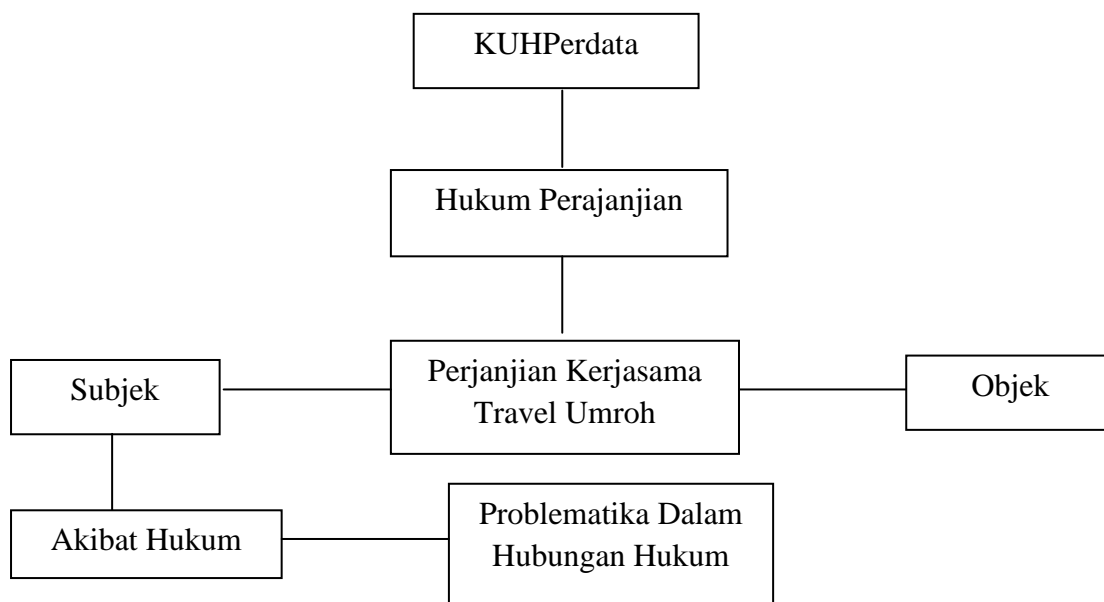 KUHPerdata
Hukum Perajanjian
Perjanjian Kerjasama
Travel Umroh
Subjek
Objek
Akibat Hukum
Problematika Dalam
Hubungan Hukum